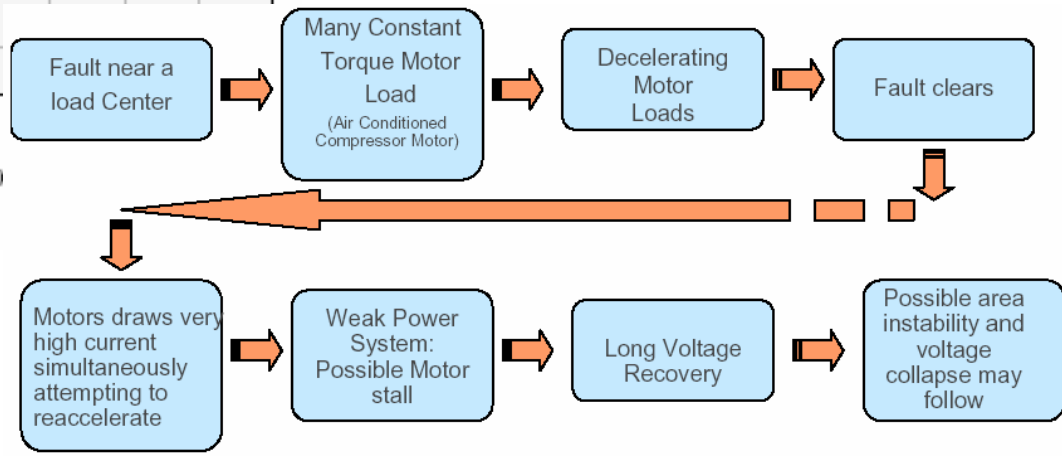 Fault near a
load Center
Many Constant
Torque Motor
Load
(Air Conditioned
Compressor Motor)
Decelerating
Motor
Loads
Fault clears
Motors draws very
high current
simultaneously
attempting to
reaccelerate
Weak Power
System:
Possible Motor
stall
Long Voltage
Recovery
Possible area
instability and
voltage
collapse may
follow